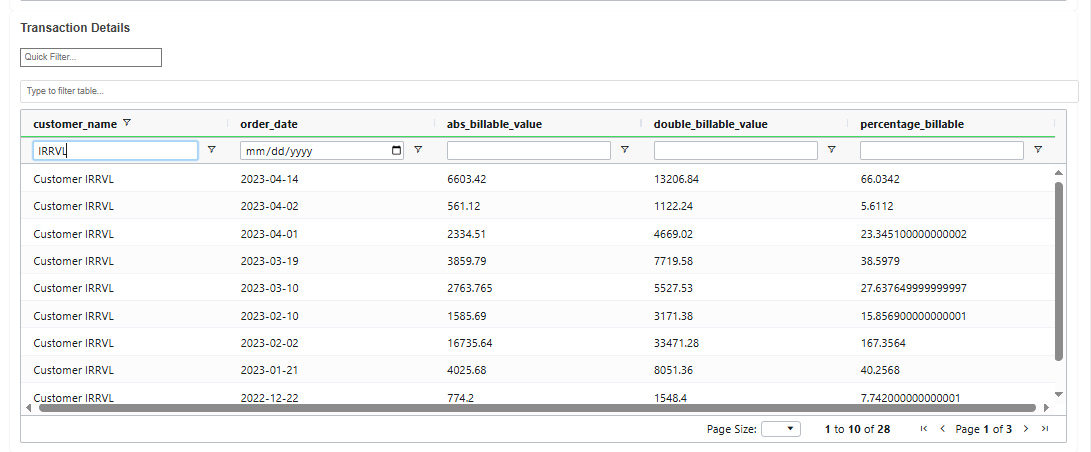 Transaction Details
Quick Filter...
Type to filter table...
customer_name order_date abs_billable_value double_billable_value percentage_billable
IRRVL mm/dd/yyyy
Customer IRRVL 2023-04-14 6603.42 13206.84 66.0342
Customer IRRVL 2023-04-02 561.12 1122.24 5.6112
Customer IRRVL 2023-04-01 2334.51 4669.02 23.345100000000002
Customer IRRVL 2023-03-19 3859.79 7719.58 38.5979
Customer IRRVL 2023-03-10 2763.765 5527.53 27.637649999999997
Customer IRRVL 2023-02-10 1585.69 3171.38 15.856900000000001
Customer IRRVL 2023-02-02 16735.64 33471.28 167.3564
Customer IRRVL 2023-01-21 4025.68 8051.36 40.2568
Customer IRRVL 2022-12-22 774.2 1548.4 7.742000000000001
Page Size: 1 to 10 of 28 Page 1 of 3